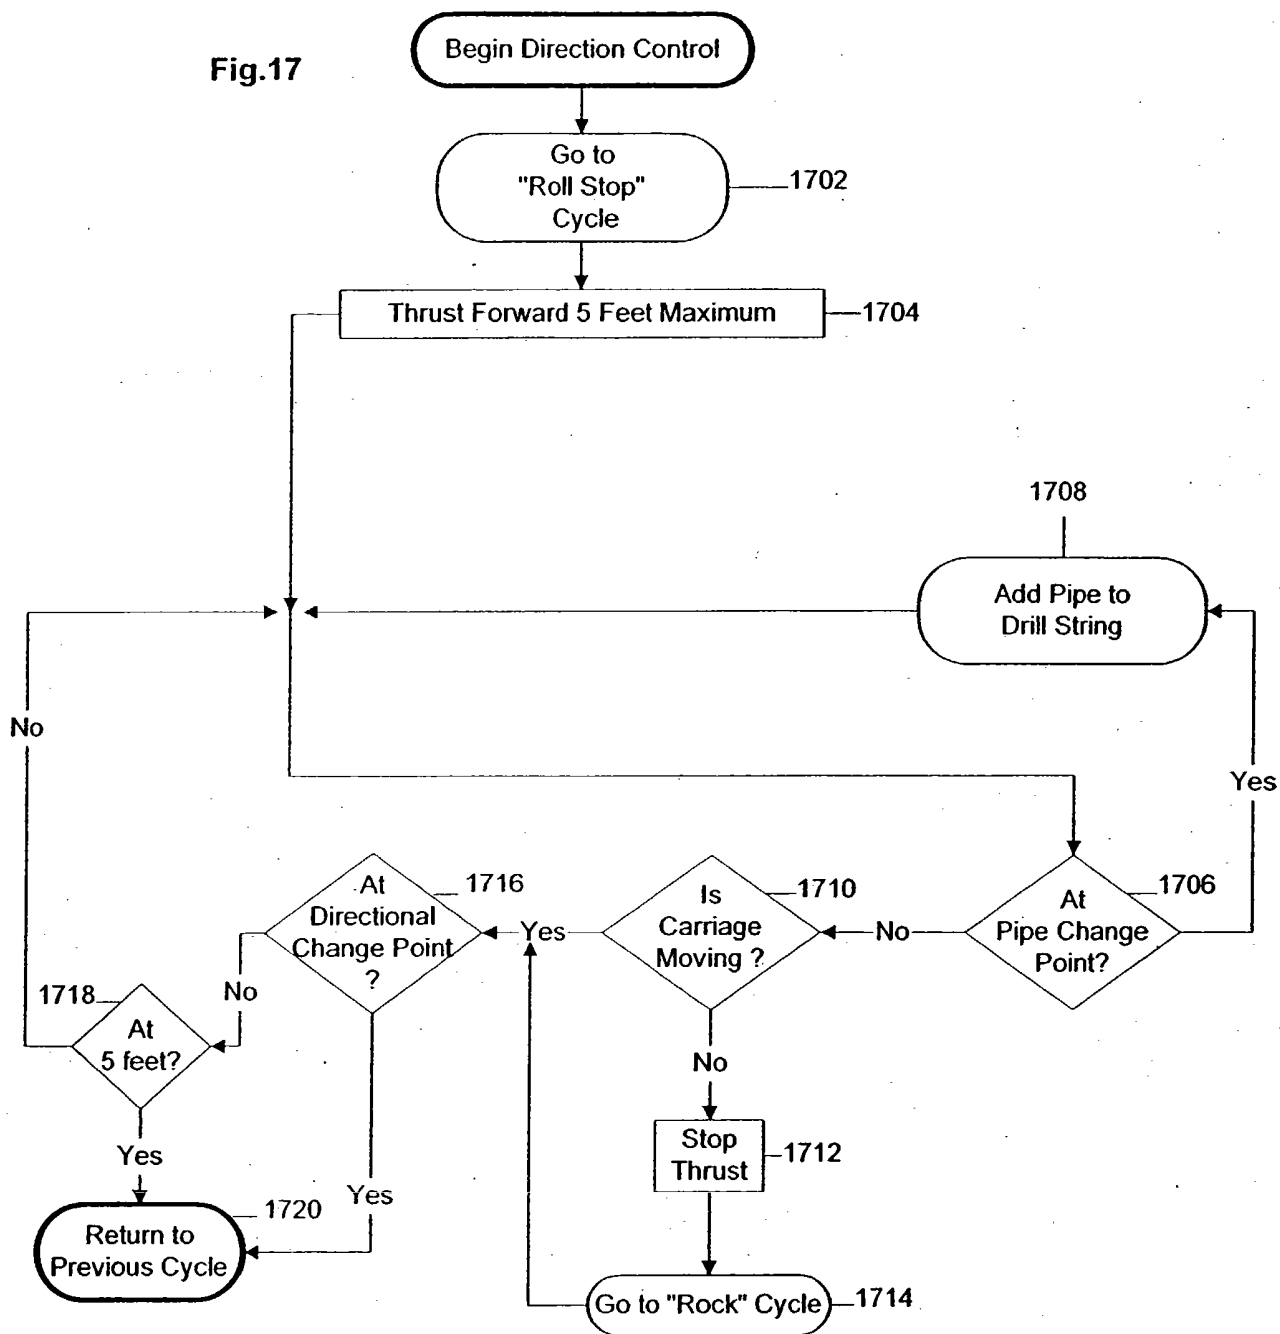 Fig.17
Begin Direction Control
Go to
"Roll Stop"
Cycle
1702
Thrust Forward 5 Feet Maximum
1704
1708
Add Pipe to
Drill String
No
Yes
At
Pipe Change
Point?
1706
No
Is
Carriage
Moving ?
1710
Yes
At
Directional
Change Point
?
1716
No
1718
At
5 feet?
No
Stop
Thrust
1712
Yes
Yes
Return to
Previous Cycle
1720
Go to "Rock" Cycle
1714